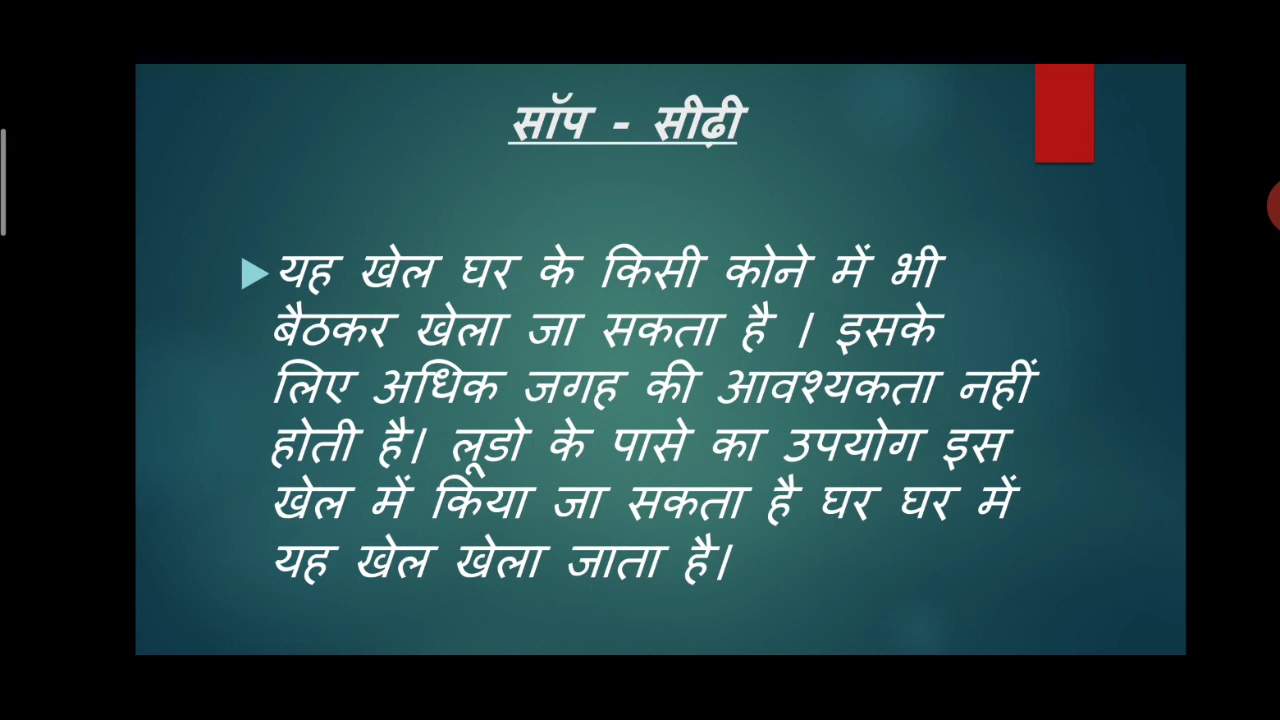 सॉप - सीढ़ी
यह खेल घर के किसी कोने में भी
बैठकर खेला जा सकता है । इसके
लिए अधिक जगह की आवश्यकता नहीं
होती है। लूडो के पासे का उपयोग इस
खेल में किया जा सकता है घर घर में
यह खेल खेला जाता है।